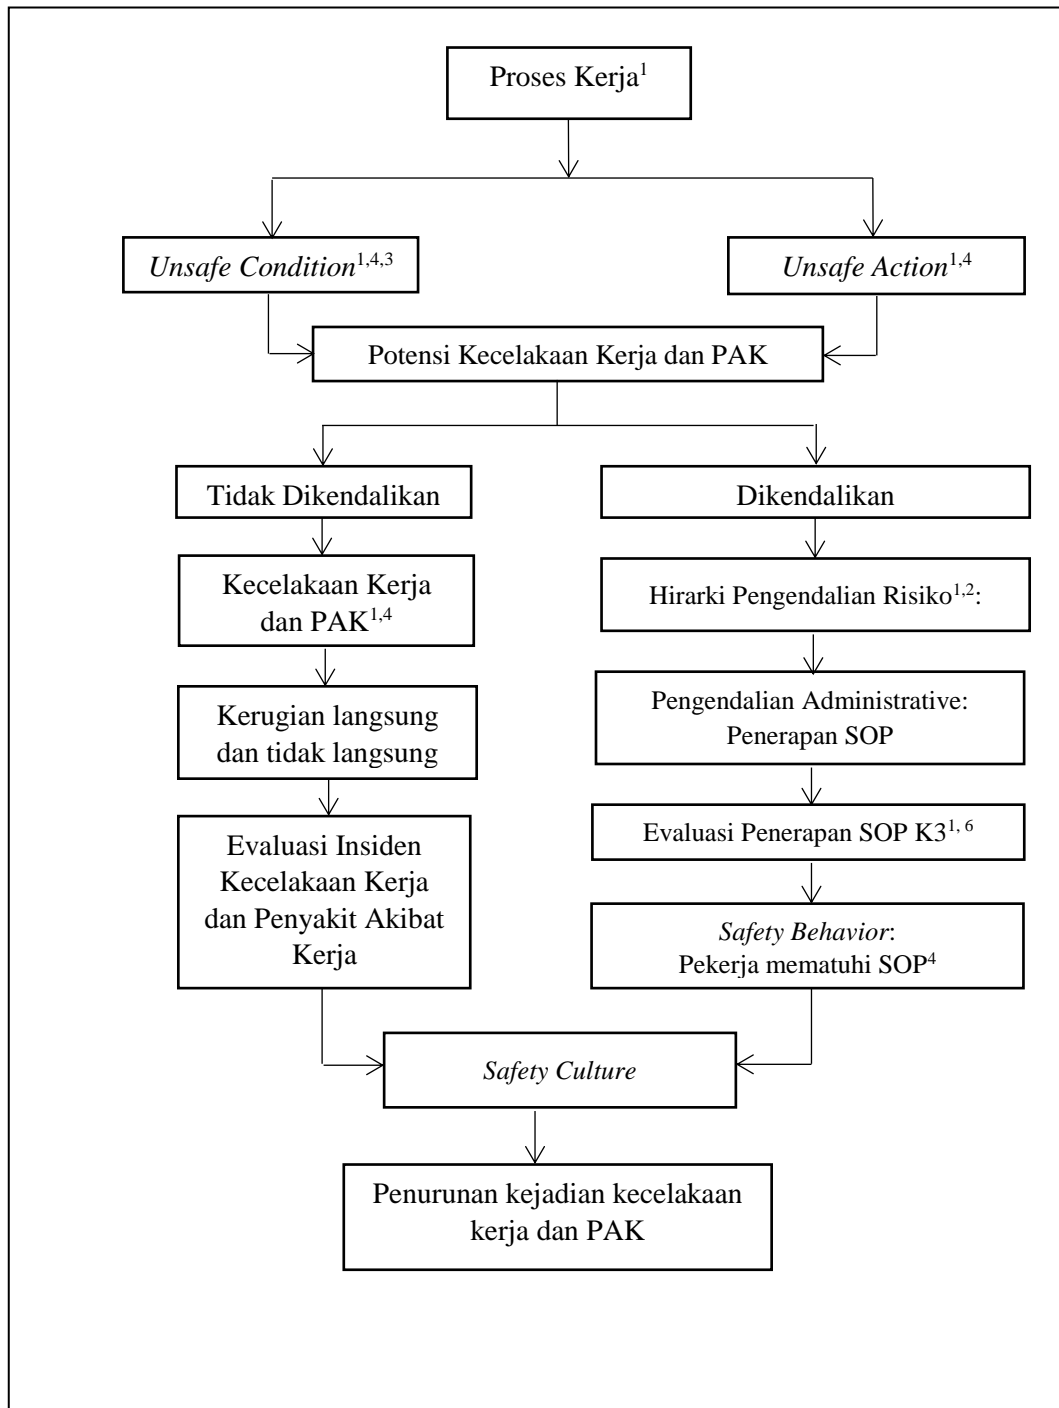 Proses Kerja¹
Unsafe Condition¹,⁴,³
Unsafe Action¹,⁴
Potensi Kecelakaan Kerja dan PAK
Tidak Dikendalikan
Dikendalikan
Kecelakaan Kerja
dan PAK¹,⁴
Hirarki Pengendalian Risiko¹,²:
Kerugian langsung
dan tidak langsung
Pengendalian Administrative:
Penerapan SOP
Evaluasi Insiden
Kecelakaan Kerja
dan Penyakit Akibat
Kerja
Evaluasi Penerapan SOP K3¹, ⁶
Safety Behavior:
Pekerja mematuhi SOP⁴
Safety Culture
Penurunan kejadian kecelakaan
kerja dan PAK